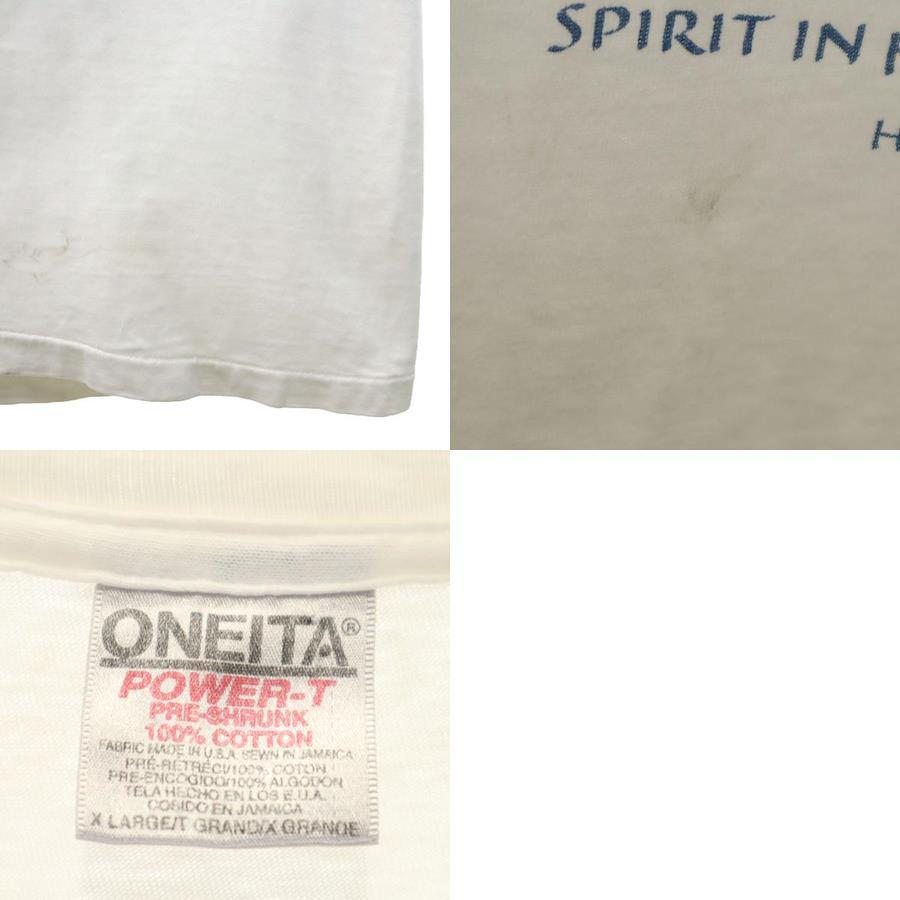 SPIRIT IN
H
ONEITA®
POWER-T
PRE-SHRUNK
100% COTTON
FABRIC MADE IN U.S.A. SEWN IN JAMAICA
PRÉ-RÉTRÉCI/100% COTON
PRE-ENCOGIDO/100% ALGODON
TELA HECHO EN LOS E.U.A.
COSIDO EN JAMAICA
X LARGE/T GRAND/X GRANDE